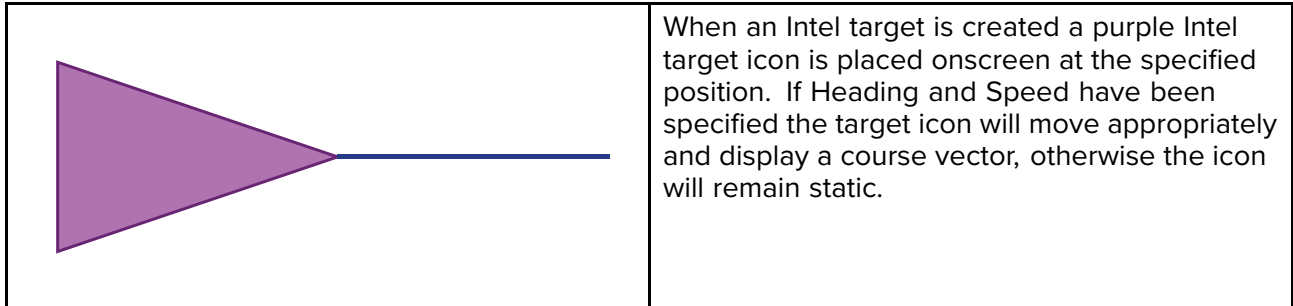 When an Intel target is created a purple Intel
target icon is placed onscreen at the specified
position.  If Heading and Speed have been
specified the target icon will move appropriately
and display a course vector, otherwise the icon
will remain static.